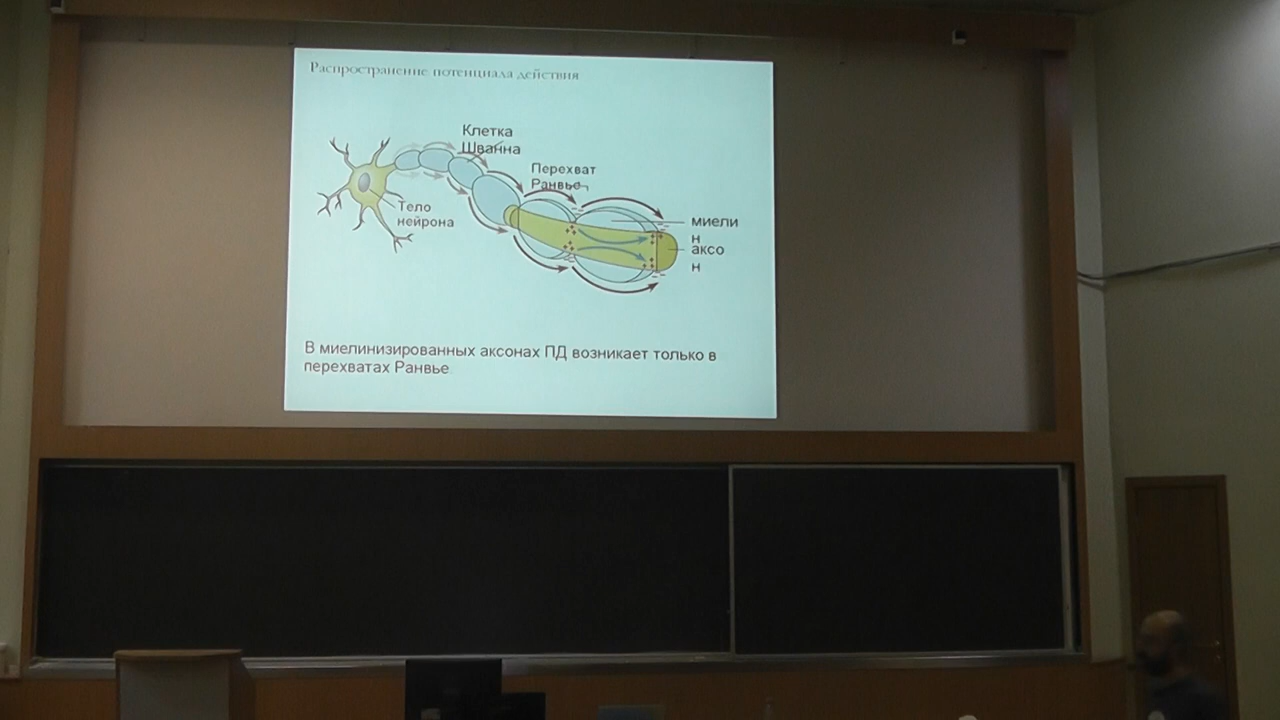 Распространение потенциала действия
Клетка
Шванна
Перехват
Ранвье
Тело
нейрона
миели
н
аксо
н
В миелинизированных аксонах ПД возникает только в
перехватах Ранвье